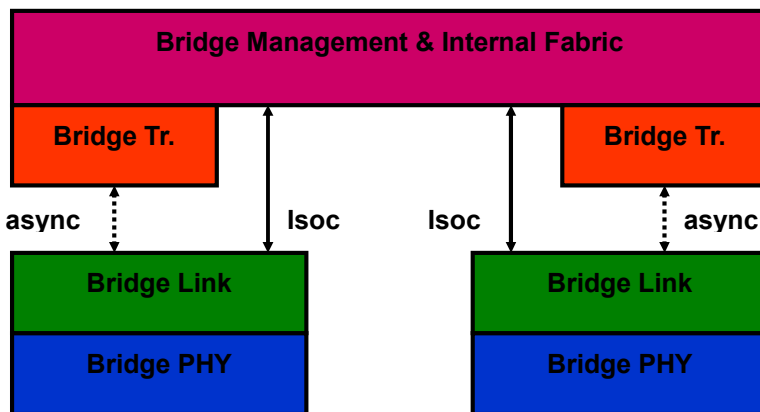 Bridge Management & Internal Fabric
Bridge Tr. Bridge Tr.
async Isoc Isoc async
Bridge Link Bridge Link
Bridge PHY Bridge PHY